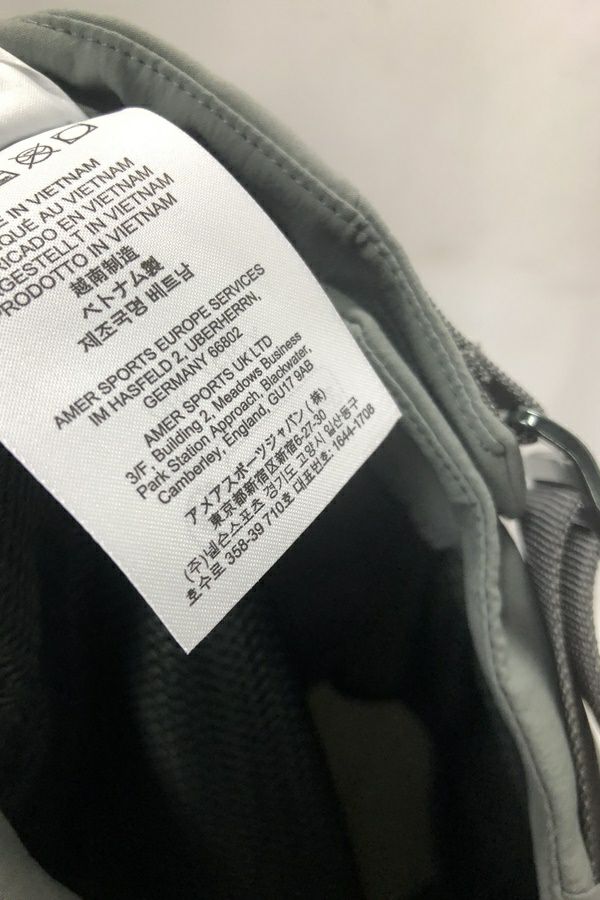 E IN VIETNAM
QUÉ AU VIETNAM
RICADO EN VIETNAM
GESTELLT IN VIETNAM
PRODOTTO IN VIETNAM
越南制造
ベトナム製
제조국명 베트남
AMER SPORTS EUROPE SERVICES
IM HASFELD 2, UBERHERRN,
GERMANY 66802
AMER SPORTS UK LTD
3/F, Building 2, Meadows Business
Park Station Approach, Blackwater,
Camberley, England, GU17 9AB
アメアスポーツジャパン (株)
東京都新宿区新宿6-27-30
(주)넬슨스포츠 경기도 고양시 일산동구
호수로 358-39 710호 대표번호: 1644-1708